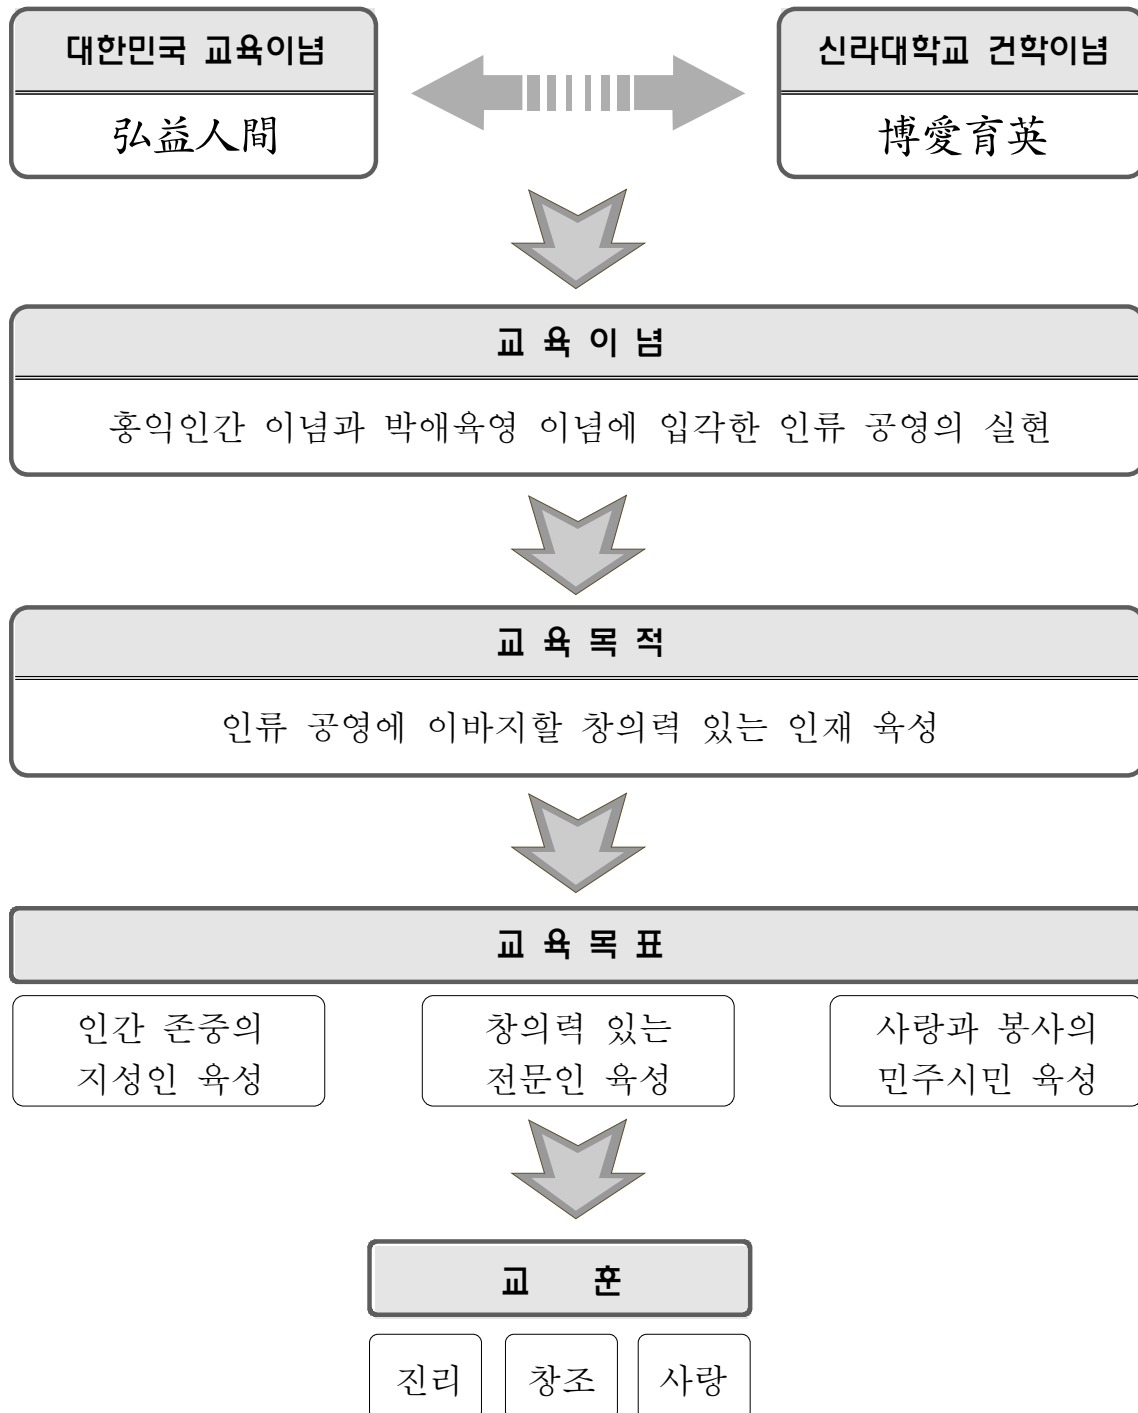 대한민국 교육이념
신라대학교 건학이념
弘益人間
博愛育英
교육이념
홍익인간 이념과 박애육영 이념에 입각한 인류 공영의 실현
교육목적
인류 공영에 이바지할 창의력 있는 인재 육성
교육목표
인간 존중의
지성인 육성
창의력 있는
전문인 육성
사랑과 봉사의
민주시민 육성
교 훈
진리
창조
사랑